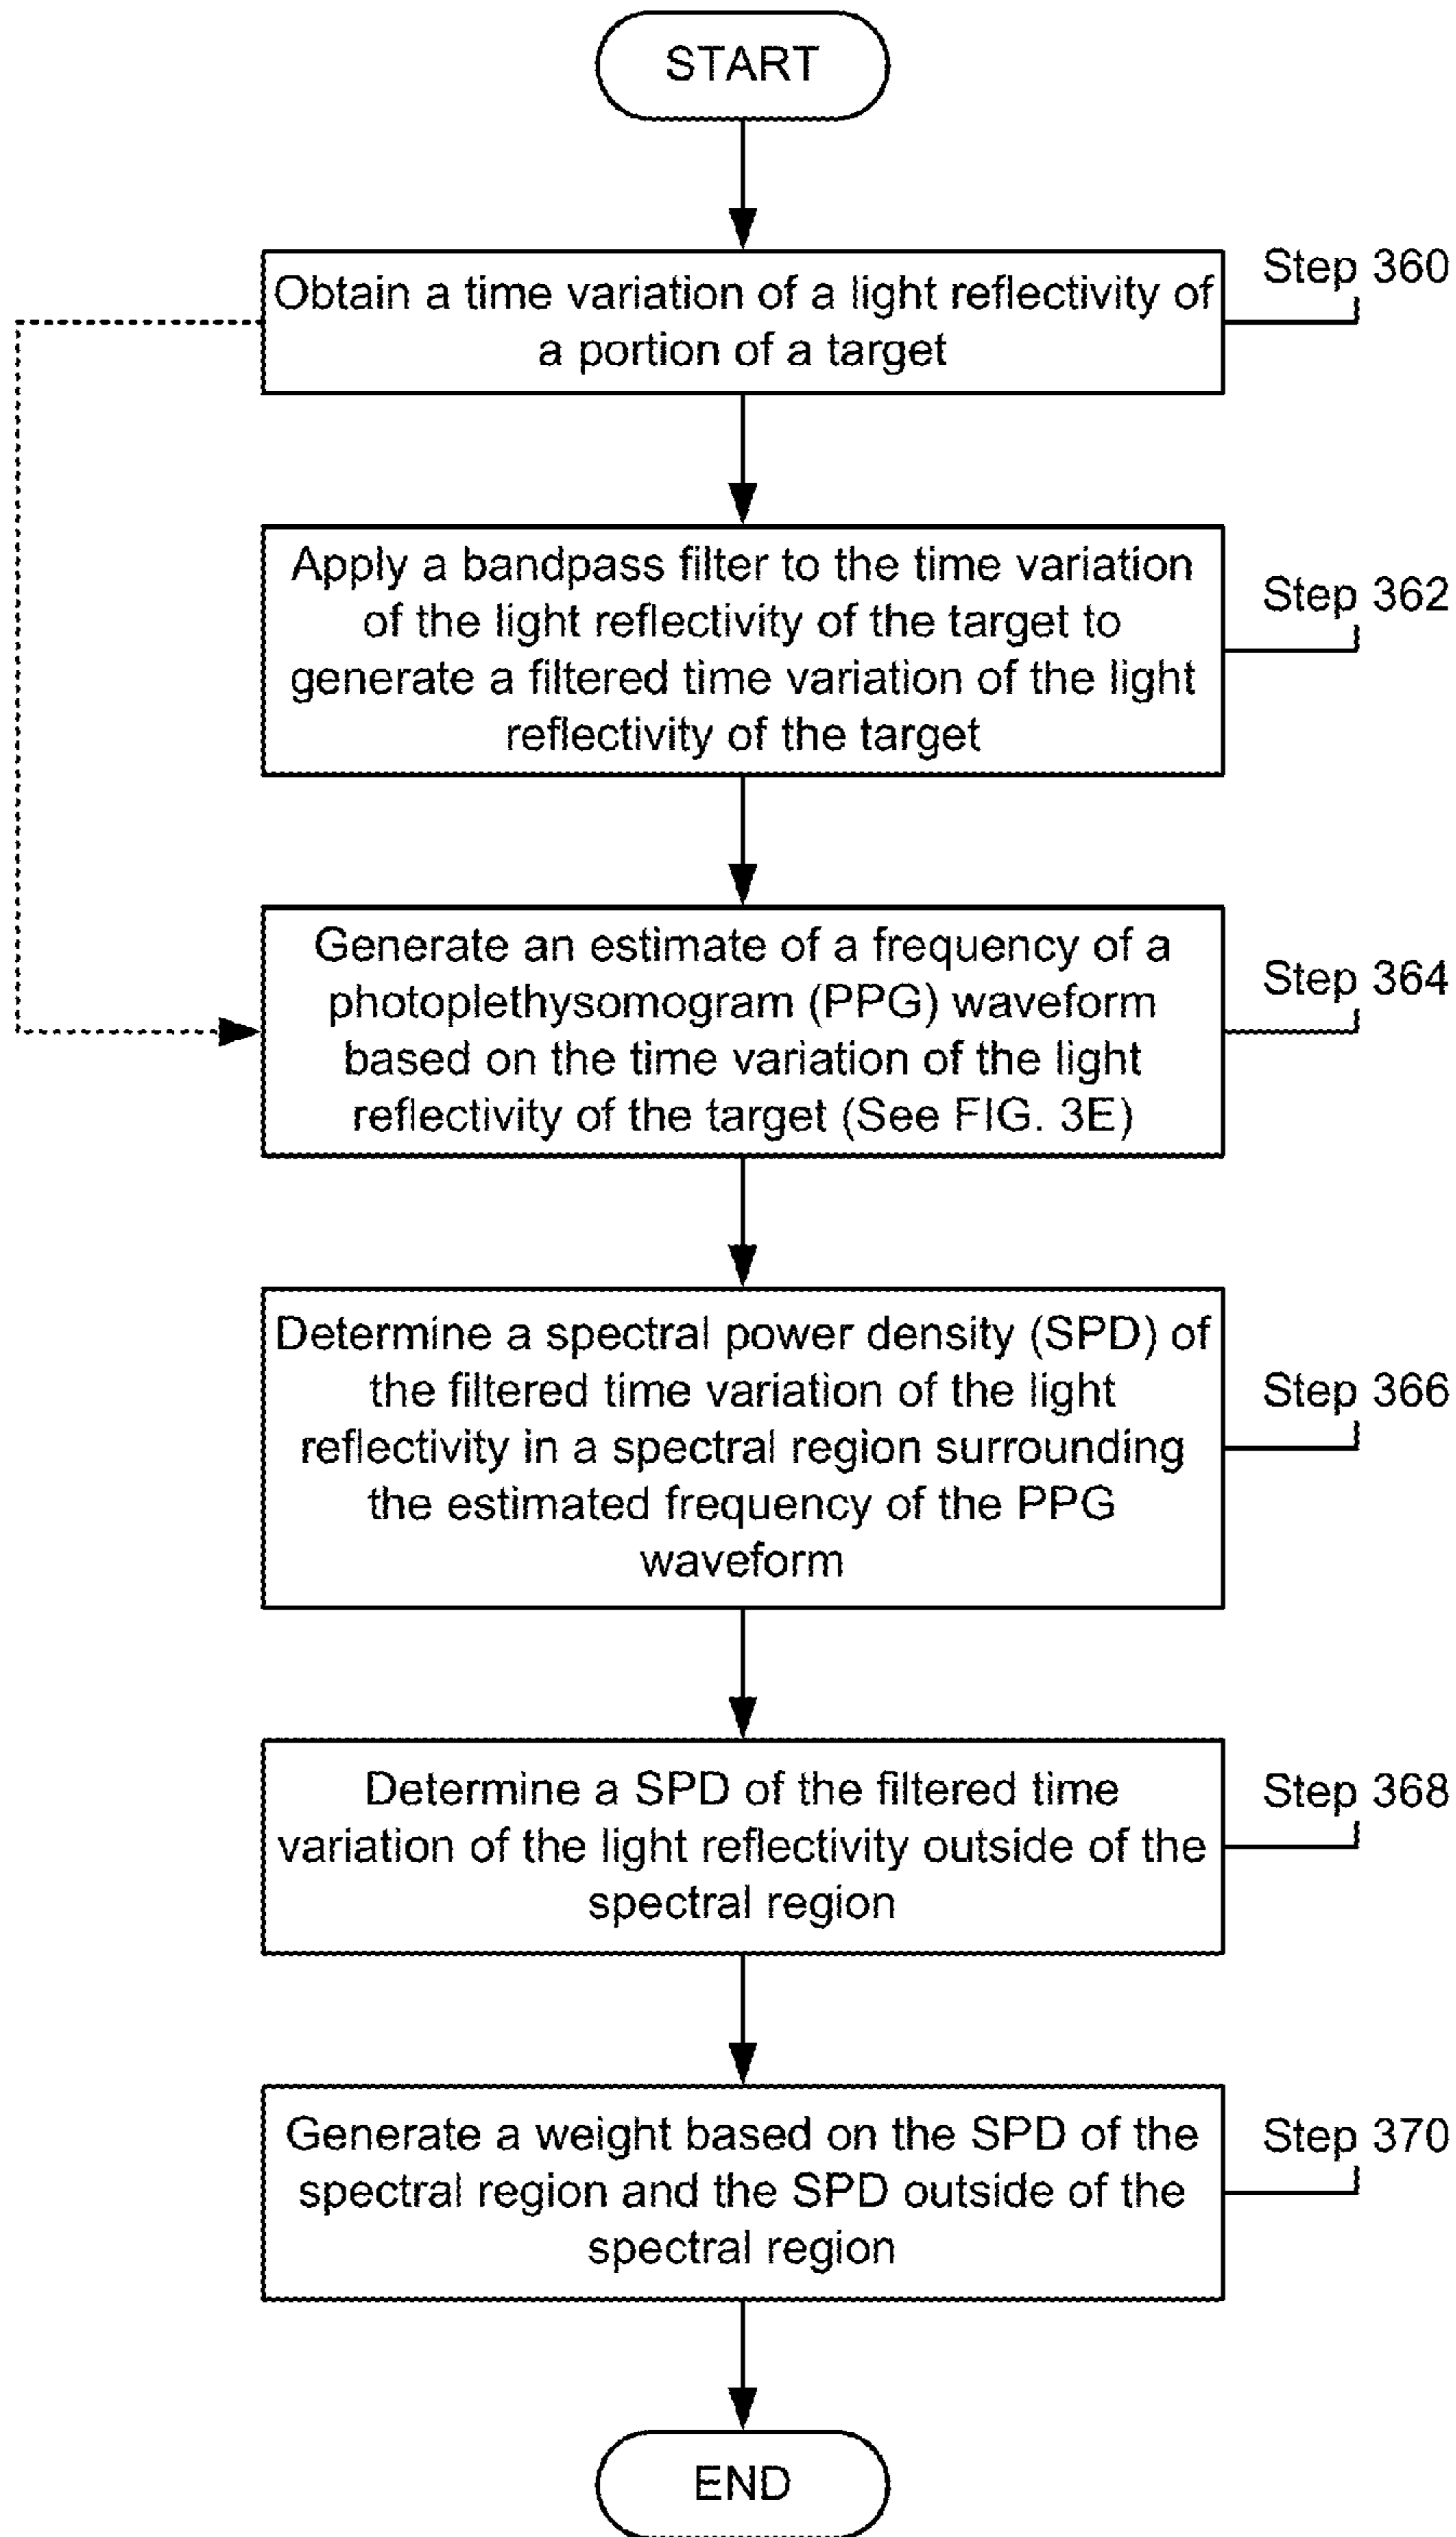 START
Obtain a time variation of a light reflectivity of
a portion of a target
Step 360
Apply a bandpass filter to the time variation
of the light reflectivity of the target to
generate a filtered time variation of the light
reflectivity of the target
Step 362
Generate an estimate of a frequency of a
photoplethysomogram (PPG) waveform
based on the time variation of the light
reflectivity of the target (See FIG. 3E)
Step 364
Determine a spectral power density (SPD) of
the filtered time variation of the light
reflectivity in a spectral region surrounding
the estimated frequency of the PPG
waveform
Step 366
Determine a SPD of the filtered time
variation of the light reflectivity outside of the
spectral region
Step 368
Generate a weight based on the SPD of the
spectral region and the SPD outside of the
spectral region
Step 370
END